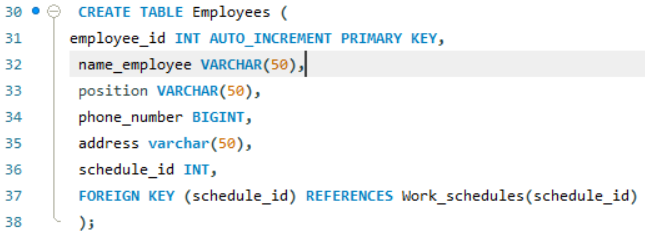 30 CREATE TABLE Employees (
31 employee_id INT AUTO_INCREMENT PRIMARY KEY,
32 name_employee VARCHAR(50),
33 position VARCHAR(50),
34 phone_number BIGINT,
35 address varchar(50),
36 schedule_id INT,
37 FOREIGN KEY (schedule_id) REFERENCES Work_schedules(schedule_id)
38 );